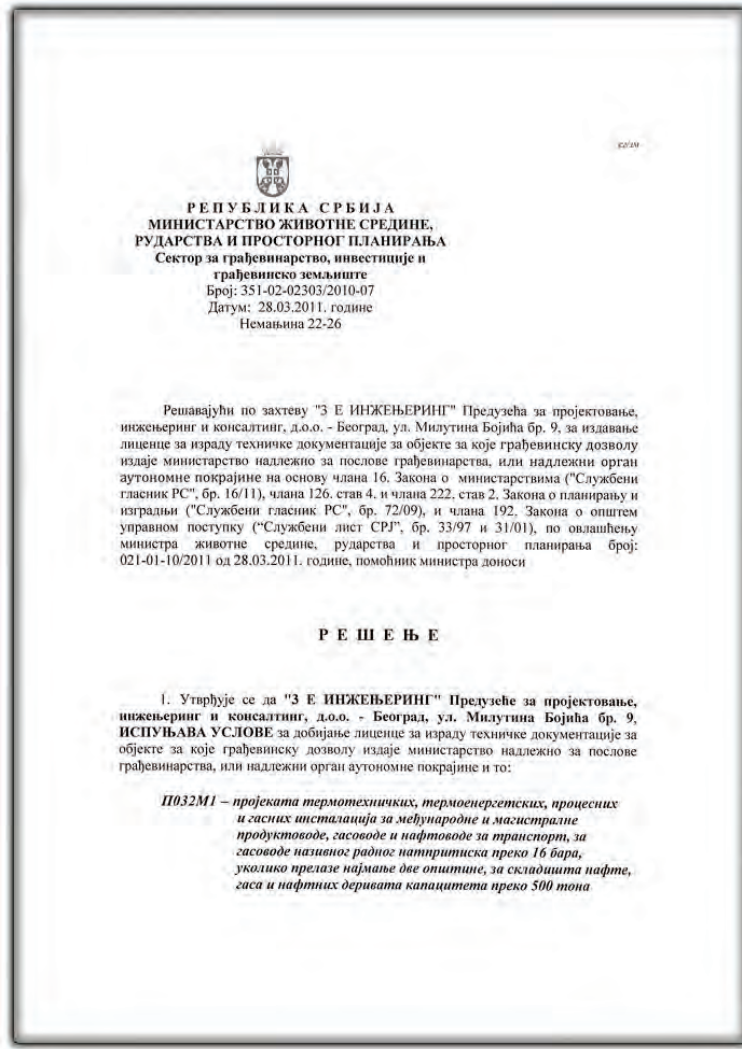 Р Е П У Б Л И К А   С Р Б И Ј А
МИНИСТАРСТВО ЖИВОТНЕ СРЕДИНЕ,
РУДАРСТВА И ПРОСТОРНОГ ПЛАНИРАЊА
Сектор за грађевинарство, инвестиције и
грађевинско земљиште
Број: 351-02-02303/2010-07
Датум: 28.03.2011. године
Немањина 22-26
Решавајући по захтеву "3 Е ИНЖЕЊЕРИНГ" Предузећа за пројектовање,
инжењеринг и консалтинг, д.о.о. - Београд, ул. Милутина Бојића бр. 9, за издавање
лиценце за израду техничке документације за објекте за које грађевинску дозволу
издаје министарство надлежно за послове грађевинарства, или надлежни орган
аутономне покрајине на основу члана 16. Закона о министарствима ("Службени
гласник РС", бр. 16/11), члана 126. став 4. и члана 222. став 2. Закона о планирању и
изградњи ("Службени гласник РС", бр. 72/09), и члана 192. Закона о општем
управном поступку (“Службени лист СРЈ”, бр. 33/97 и 31/01), по овлашћењу
министра животне средине, рударства и просторног планирања број:
021-01-10/2011 од 28.03.2011. године, помоћник министра доноси
Р Е Ш Е Њ Е
1. Утврђује се да "3 Е ИНЖЕЊЕРИНГ" Предузеће за пројектовање,
инжењеринг и консалтинг, д.о.о. - Београд, ул. Милутина Бојића бр. 9,
ИСПУЊАВА УСЛОВЕ за добијање лиценце за израду техничке документације за
објекте за које грађевинску дозволу издаје министарство надлежно за послове
грађевинарства, или надлежни орган аутономне покрајине и то:
П032М1 – пројеката термотехничких, термоенергетских, процесних
и гасних инсталација за међународне и магистралне
продуктоводе, гасоводе и нафтоводе за транспорт, за
гасоводе називног радног натпритиска преко 16 бара,
уколико прелазе најмање две општине, за складишта нафте,
гаса и нафтних деривата капацитета преко 500 тона